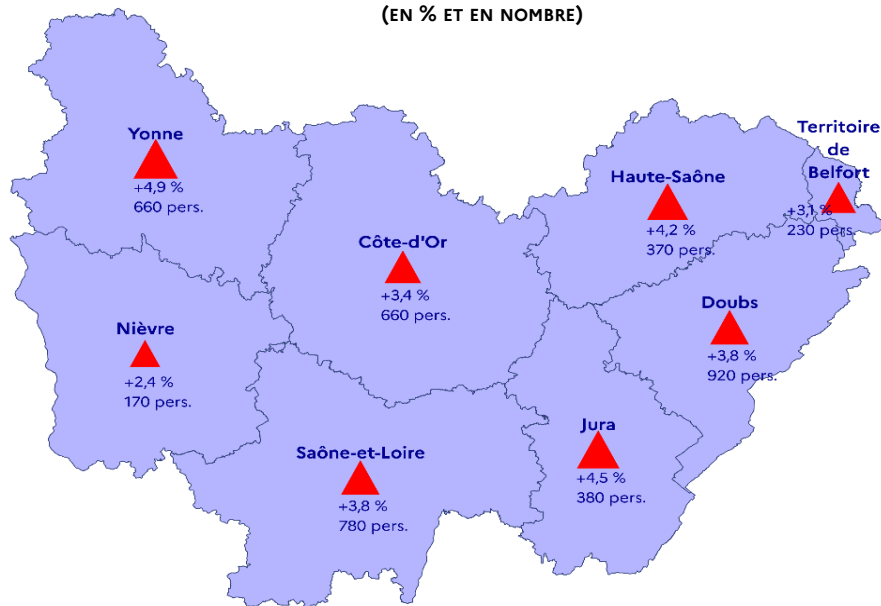 (EN % ET EN NOMBRE)
Yonne
+4,9 %
660 pers.
Côte-d'Or
+3,4 %
660 pers.
Haute-Saône
+4,2 %
370 pers.
Territoire
de
Belfort
+3,1 %
230 pers.
Nièvre
+2,4 %
170 pers.
Doubs
+3,8 %
920 pers.
Saône-et-Loire
+3,8 %
780 pers.
Jura
+4,5 %
380 pers.